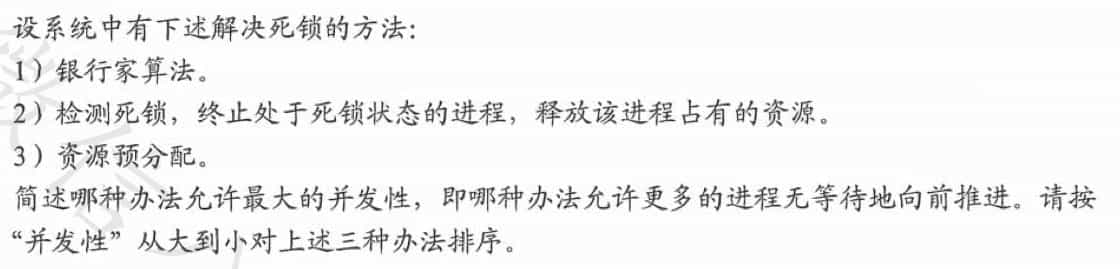 设系统中有下述解决死锁的方法：
1）银行家算法。
2）检测死锁，终止处于死锁状态的进程，释放该进程占有的资源。
3）资源预分配。
简述哪种办法允许最大的并发性，即哪种办法允许更多的进程无等待地向前推进。请按
“并发性”从大到小对上述三种办法排序。